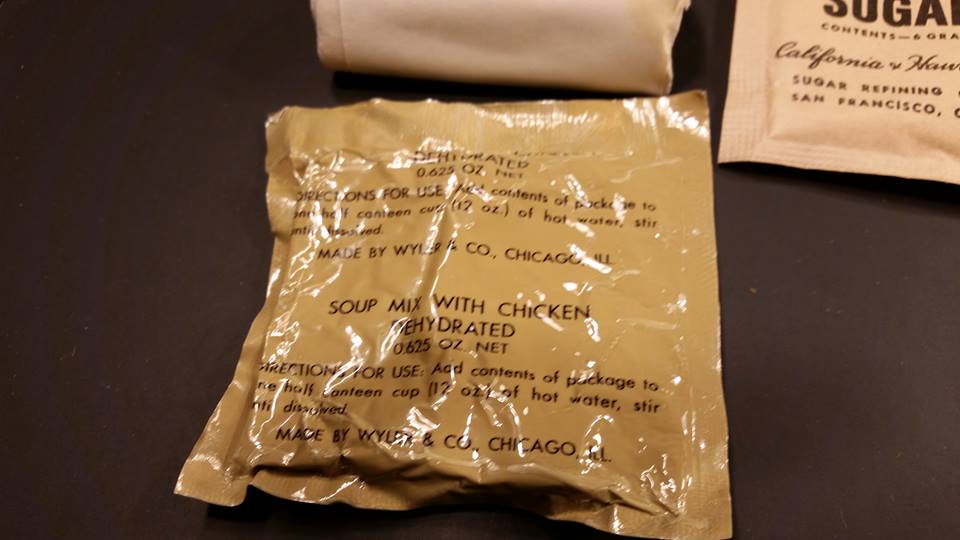 SUGAR
CONTENTS—6 GRA
California & Haw
SUGAR REFINING
SAN FRANCISCO, C
DEHYDRATED
0.625 OZ. NET
DIRECTIONS FOR USE: Add contents of package to
one half canteen cup (12 oz.) of hot water, stir
until dissolved.
MADE BY WYLER & CO., CHICAGO, ILL.
SOUP MIX WITH CHICKEN
DEHYDRATED
0.625 OZ. NET
DIRECTIONS FOR USE: Add contents of package to
one half canteen cup (12 oz.) of hot water, stir
until dissolved.
MADE BY WYLER & CO., CHICAGO, ILL.